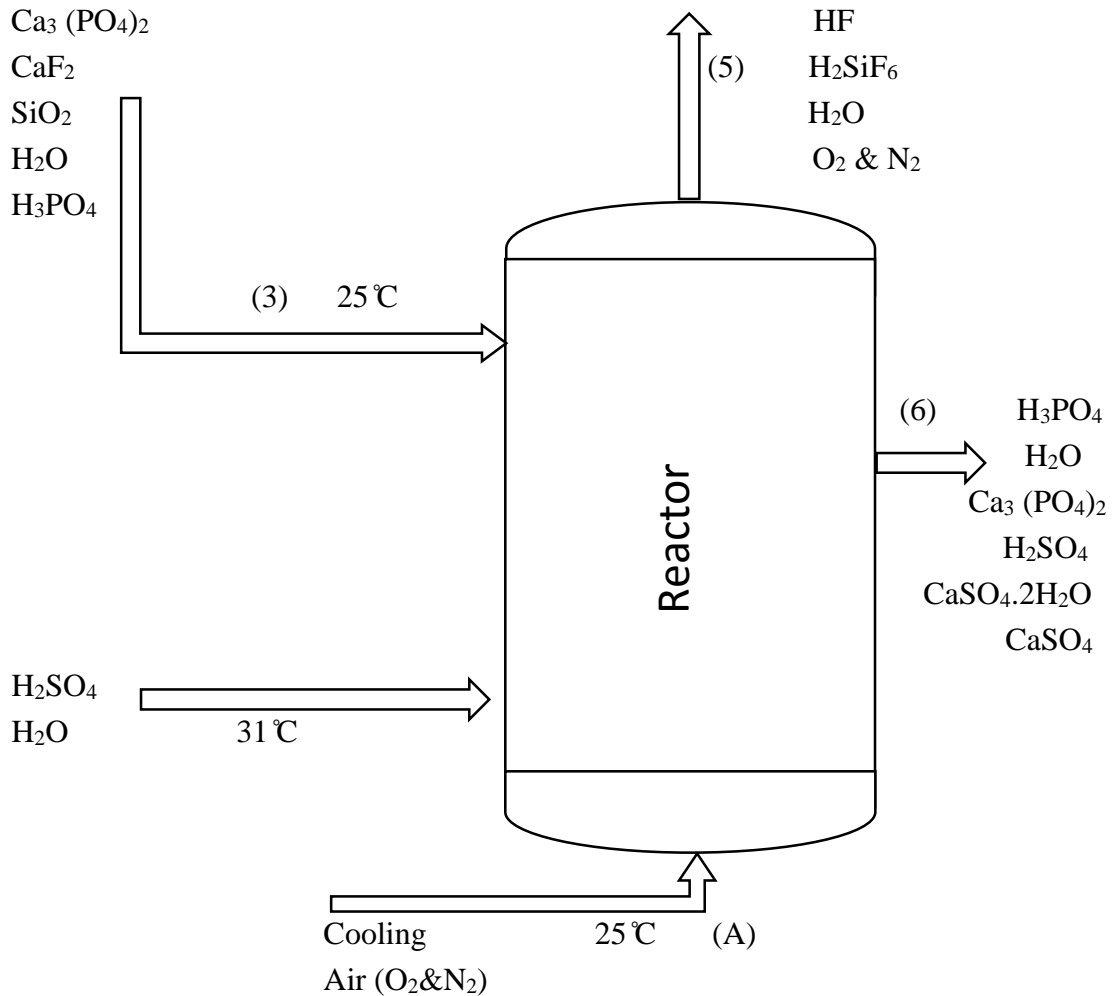 Ca₃ (PO₄)₂
CaF₂
SiO₂
H₂O
H₃PO₄
HF
H₂SiF₆
H₂O
O₂ & N₂
(5)
(3) 25℃
(6)
H₃PO₄
H₂O
Ca₃ (PO₄)₂
H₂SO₄
CaSO₄.2H₂O
CaSO₄
Reactor
H₂SO₄
H₂O
31℃
Cooling 25℃ (A)
Air (O₂&N₂)